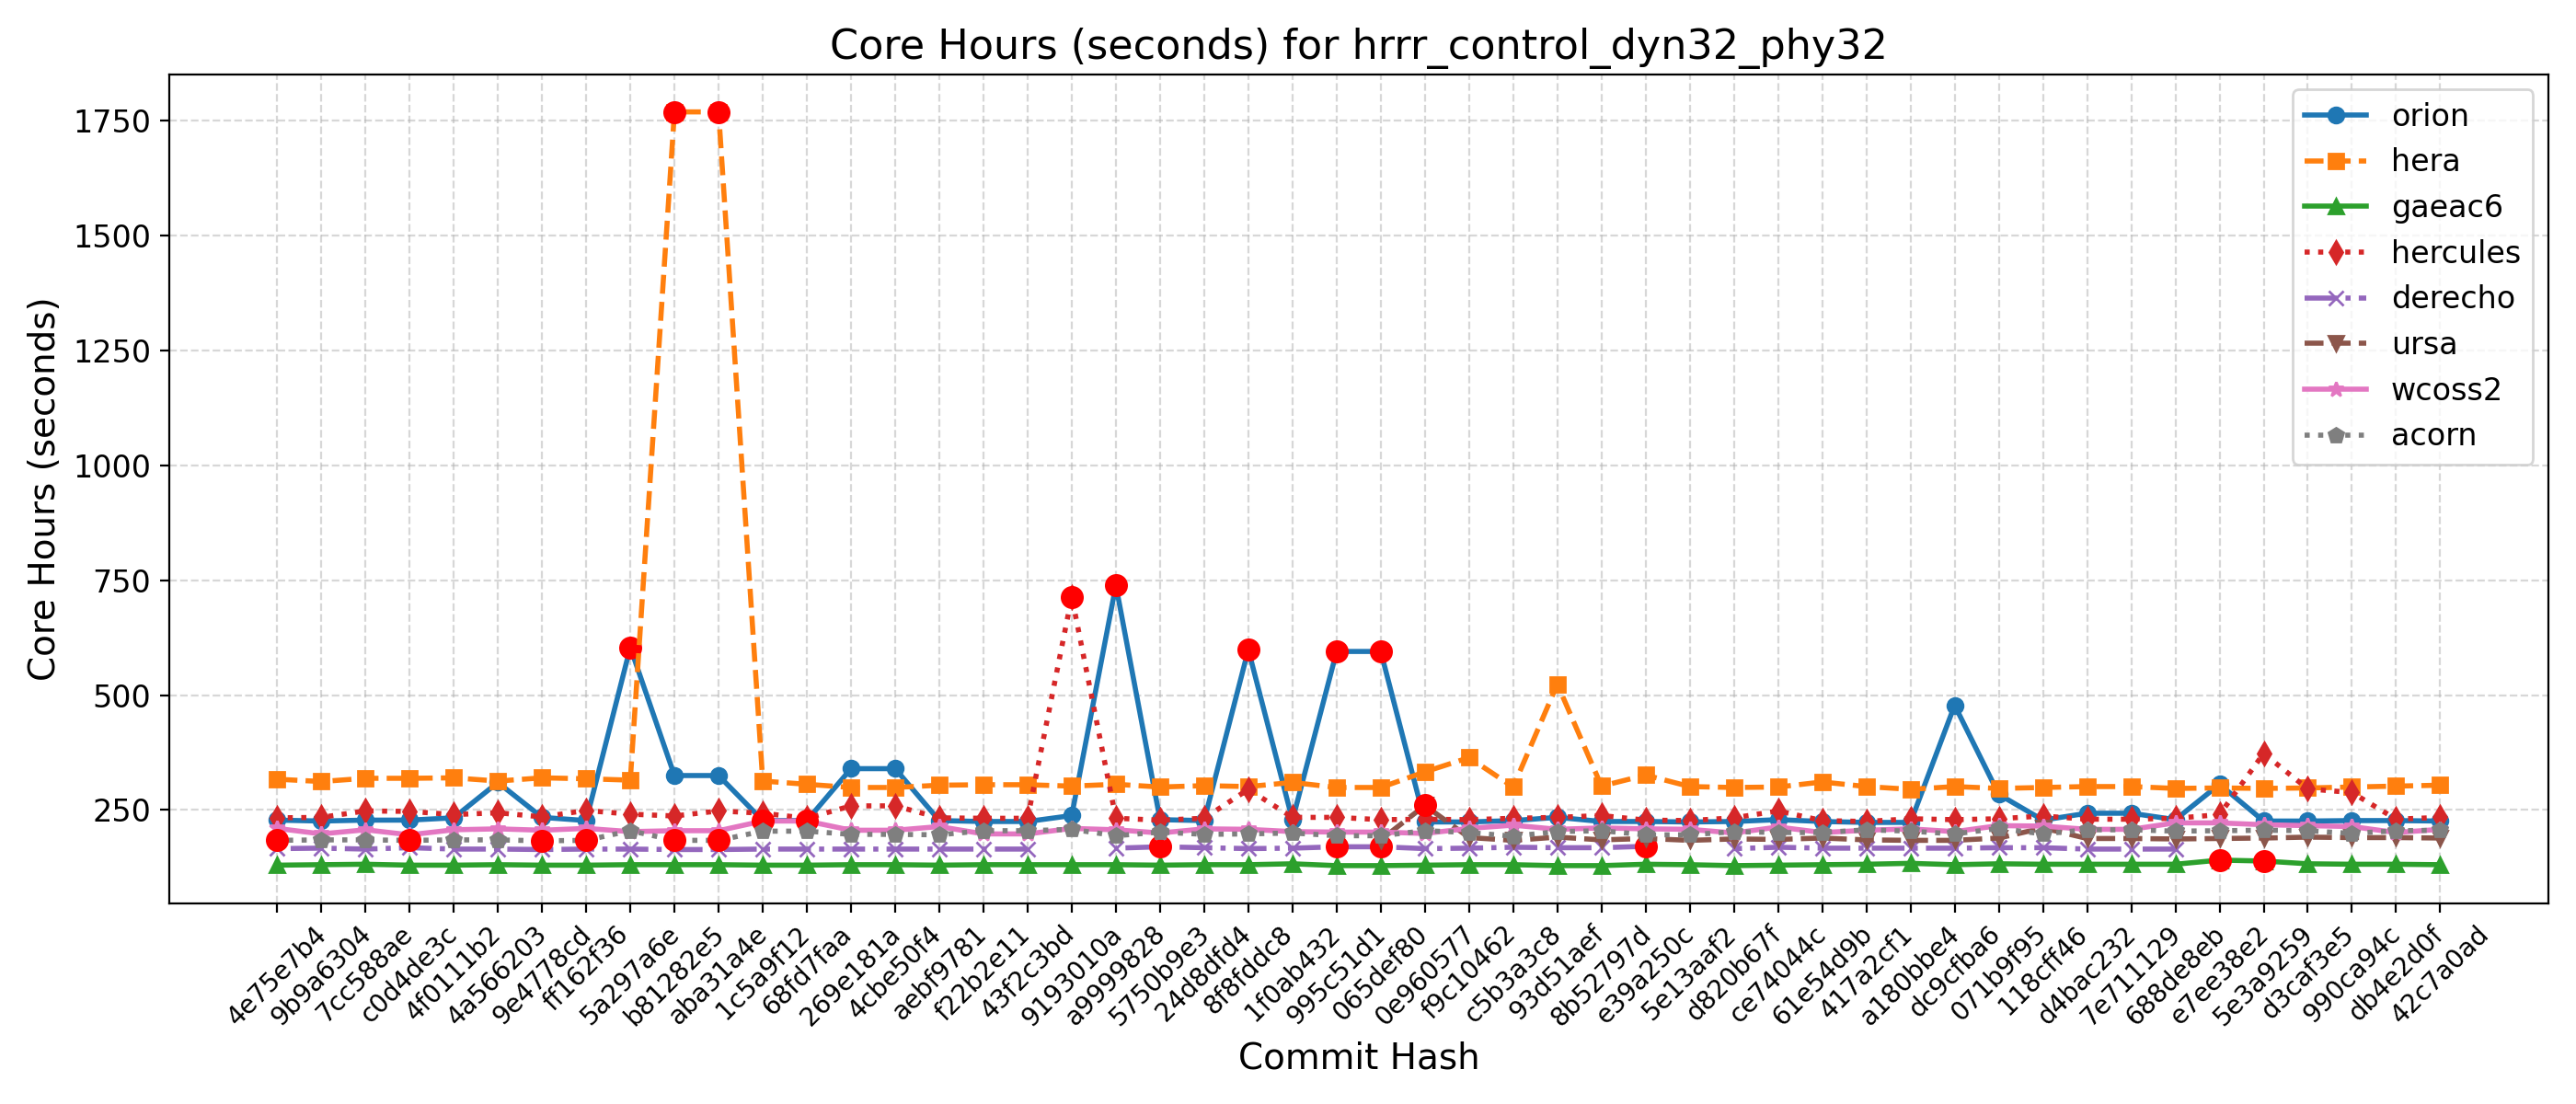 Core Hours (seconds) for hrrr_control_dyn32_phy32
Core Hours (seconds)
1750
1500
1250
1000
750
500
250
orion
hera
gaeac6
hercules
derecho
ursa
wcoss2
acorn
4e75e7b4
9b9a6304
7cc588ae
c0d4de3c
4f0111b2
4a566203
9e4778cd
ff162f36
5a297a6e
b81282e5
aba31a4e
1c5a9f12
68fd7faa
269e181a
4cbe50f4
aebf9781
f22b2e11
43f2c3bd
9193010a
a9999828
5750b9e3
24d8dfd4
8f8fddc8
1f0ab432
995c51d1
065def80
0e960577
f9c10462
c5b3a3c8
93d51aef
8b52797d
e39a250c
5e13aaf2
d820b67f
ce74044c
61e54d9b
417a2cf1
a180bbe4
dc9cfba6
071b9f95
118cff46
d4bac232
7e711129
688de8eb
e7ee38e2
5e3a9259
d3caf3e5
990ca94c
db4e2d0f
42c7a0ad
Commit Hash